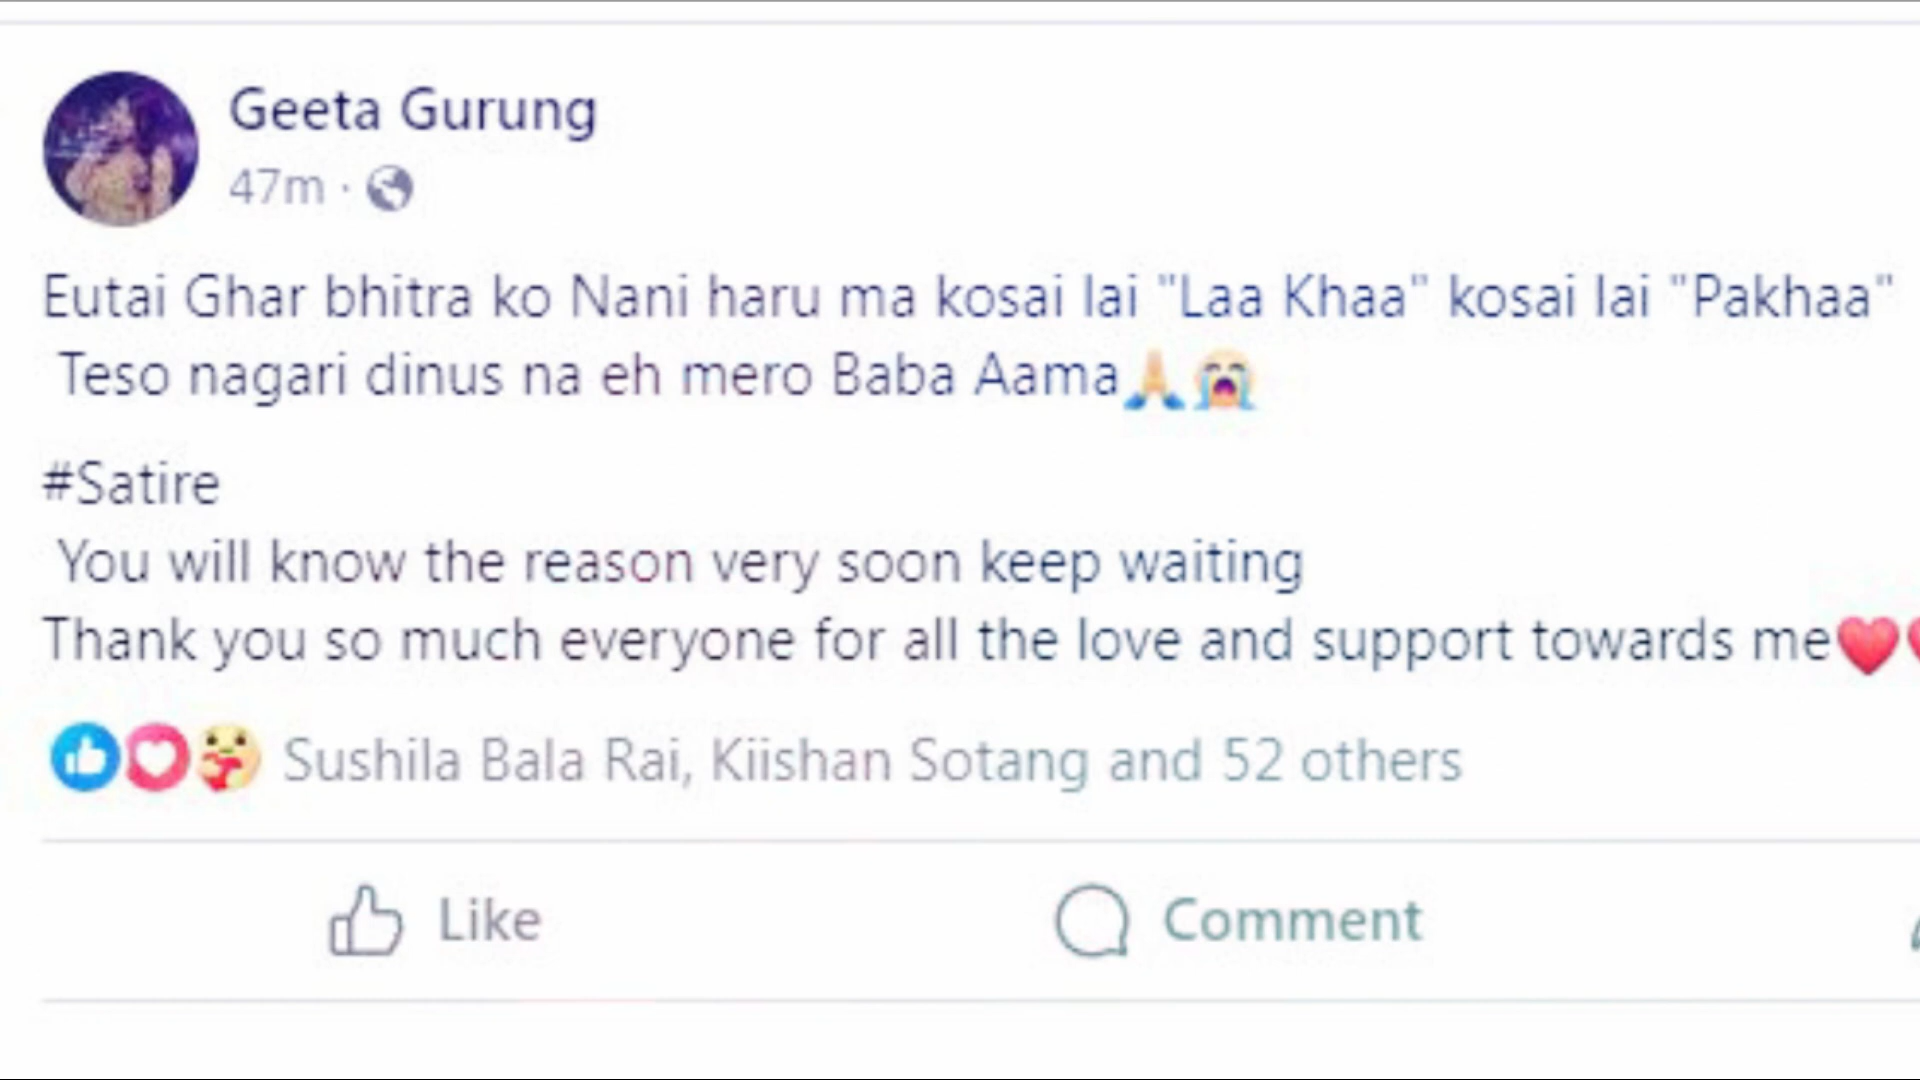 Geeta Gurung
47m ·
Eutai Ghar bhitra ko Nani haru ma kosai lai "Laa Khaa" kosai lai "Pakhaa"
Teso nagari dinus na eh mero Baba Aama🙏😭
#Satire
You will know the reason very soon keep waiting
Thank you so much everyone for all the love and support towards me❤️
Sushila Bala Rai, Kiishan Sotang and 52 others
Like
Comment